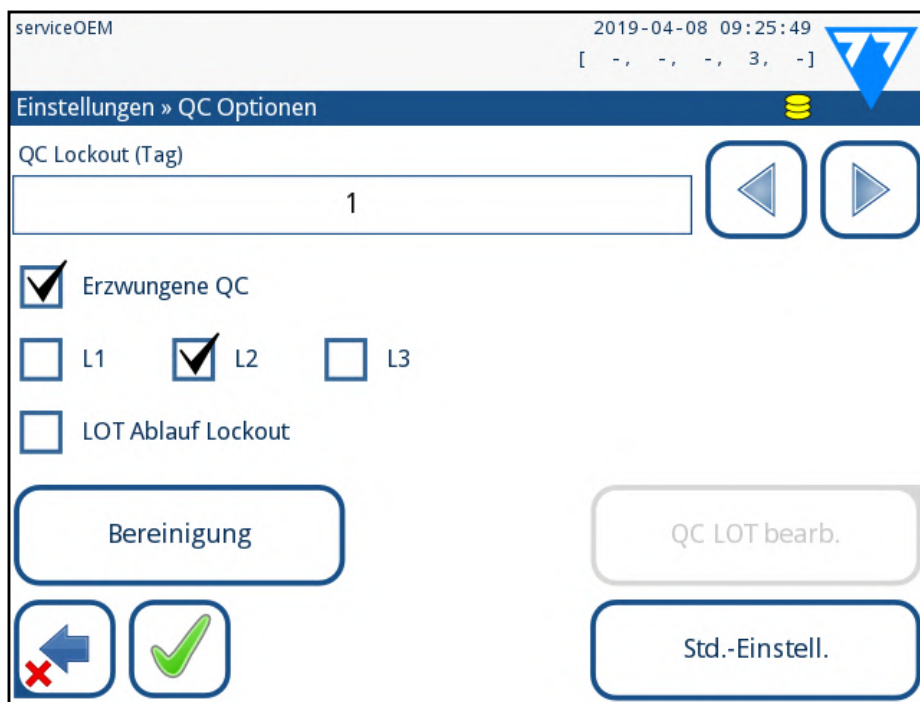 serviceOEM 2019-04-08 09:25:49
[ -, -, -, 3, -]
Einstellungen » QC Optionen
QC Lockout (Tag)
1
Erzwungene QC
L1 L2 L3
LOT Ablauf Lockout
Bereinigung QC LOT bearb.
Std.-Einstell.